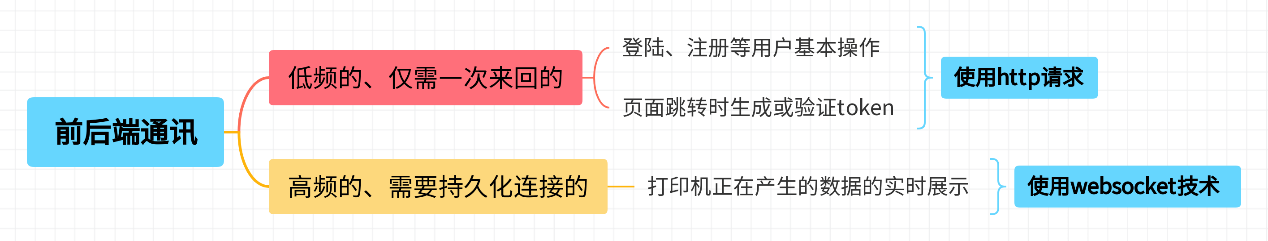 前后端通讯
低频的、仅需一次来回的
登陆、注册等用户基本操作
页面跳转时生成或验证token
使用http请求
高频的、需要持久化连接的
打印机正在产生的数据的实时展示
使用websocket技术